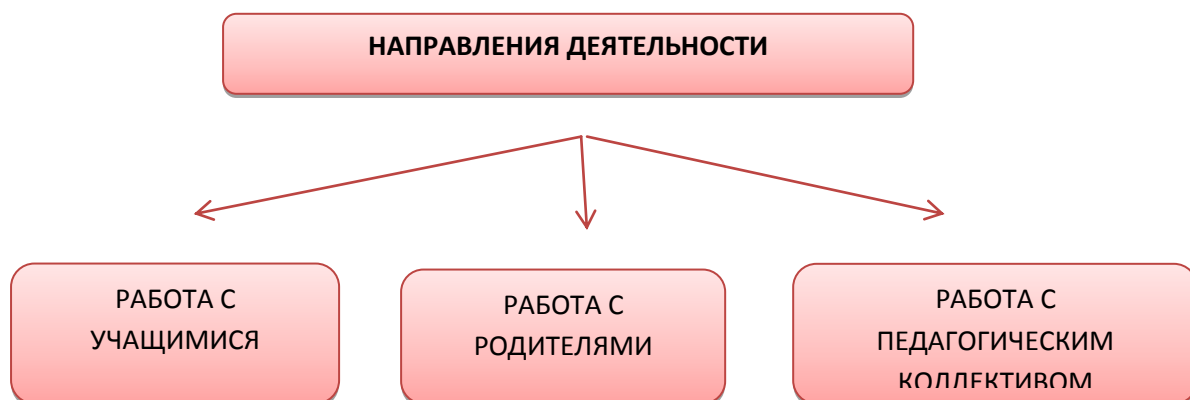 НАПРАВЛЕНИЯ ДЕЯТЕЛЬНОСТИ
РАБОТА С
УЧАЩИМИСЯ
РАБОТА С
РОДИТЕЛЯМИ
РАБОТА С
ПЕДАГОГИЧЕСКИМ
КОЛЛЕКТИВОМ